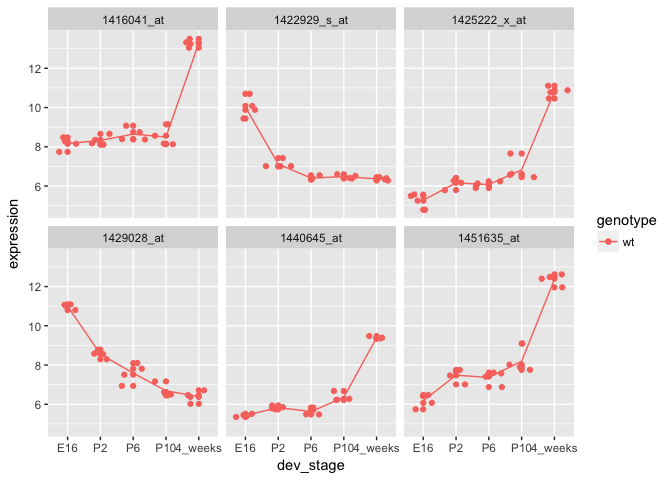 1416041_at 1422929_s_at 1425222_x_at
12
10
8
6
expression
genotype
wt
1429028_at 1440645_at 1451635_at
12
10
8
6
E16 P2 P6 P10 4_weeks E16 P2 P6 P10 4_weeks E16 P2 P6 P10 4_weeks
dev_stage